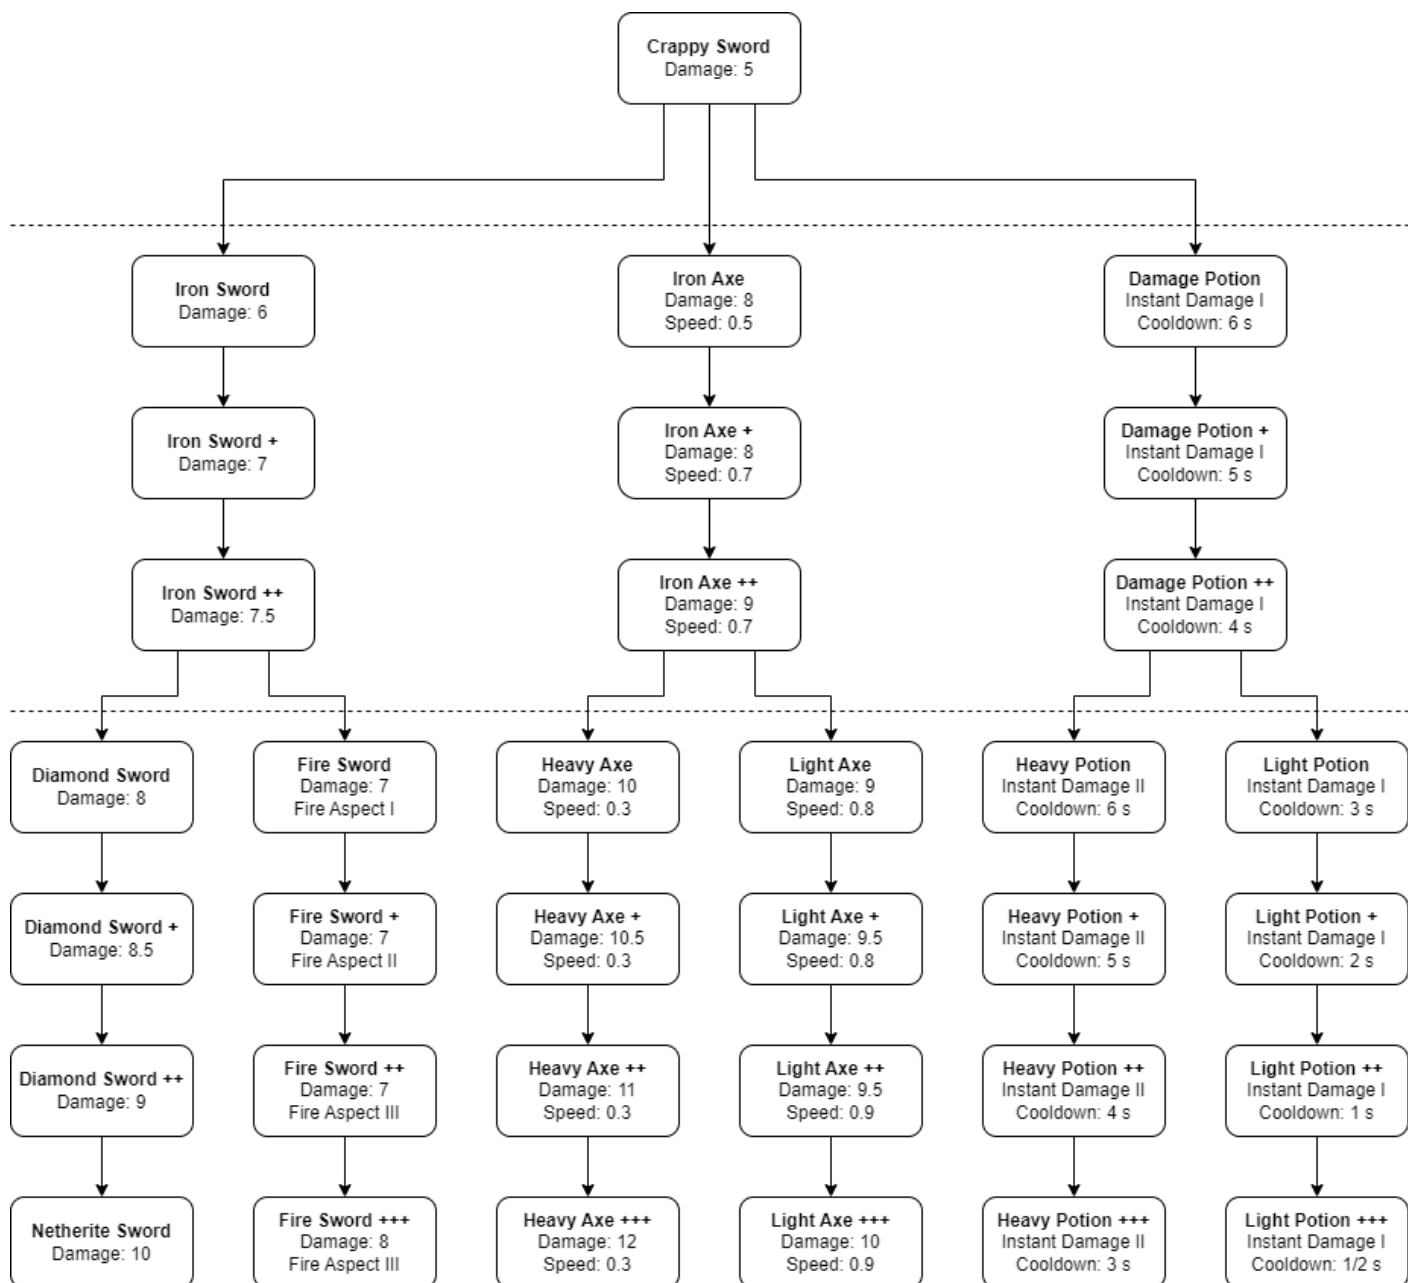 Crappy Sword
Damage: 5
Iron Sword
Damage: 6
Iron Axe
Damage: 8
Speed: 0.5
Damage Potion
Instant Damage I
Cooldown: 6 s
Iron Sword +
Damage: 7
Iron Axe +
Damage: 8
Speed: 0.7
Damage Potion +
Instant Damage I
Cooldown: 5 s
Iron Sword ++
Damage: 7.5
Iron Axe ++
Damage: 9
Speed: 0.7
Damage Potion ++
Instant Damage I
Cooldown: 4 s
Diamond Sword
Damage: 8
Fire Sword
Damage: 7
Fire Aspect I
Heavy Axe
Damage: 10
Speed: 0.3
Light Axe
Damage: 9
Speed: 0.8
Heavy Potion
Instant Damage II
Cooldown: 6 s
Light Potion
Instant Damage I
Cooldown: 3 s
Diamond Sword +
Damage: 8.5
Fire Sword +
Damage: 7
Fire Aspect II
Heavy Axe +
Damage: 10.5
Speed: 0.3
Light Axe +
Damage: 9.5
Speed: 0.8
Heavy Potion +
Instant Damage II
Cooldown: 5 s
Light Potion +
Instant Damage I
Cooldown: 2 s
Diamond Sword ++
Damage: 9
Fire Sword ++
Damage: 7
Fire Aspect III
Heavy Axe ++
Damage: 11
Speed: 0.3
Light Axe ++
Damage: 9.5
Speed: 0.9
Heavy Potion ++
Instant Damage II
Cooldown: 4 s
Light Potion ++
Instant Damage I
Cooldown: 1 s
Netherite Sword
Damage: 10
Fire Sword +++
Damage: 8
Fire Aspect III
Heavy Axe +++
Damage: 12
Speed: 0.3
Light Axe +++
Damage: 10
Speed: 0.9
Heavy Potion +++
Instant Damage II
Cooldown: 3 s
Light Potion +++
Instant Damage I
Cooldown: 1/2 s